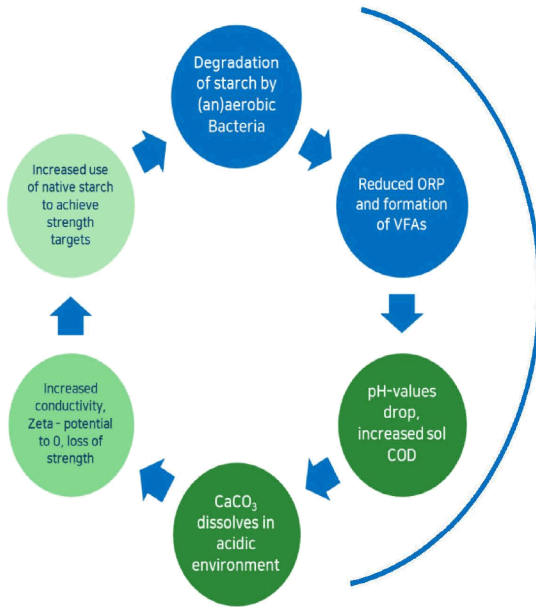 Degradation
of starch by
(an)aerobic
Bacteria
Reduced ORP
and formation
of VFAs
pH-values
drop,
increased sol
COD
CaCO₃
dissolves in
acidic
environment
Increased
conductivity,
Zeta - potential
to 0, loss of
strength
Increased use
of native starch
to achieve
strength
targets